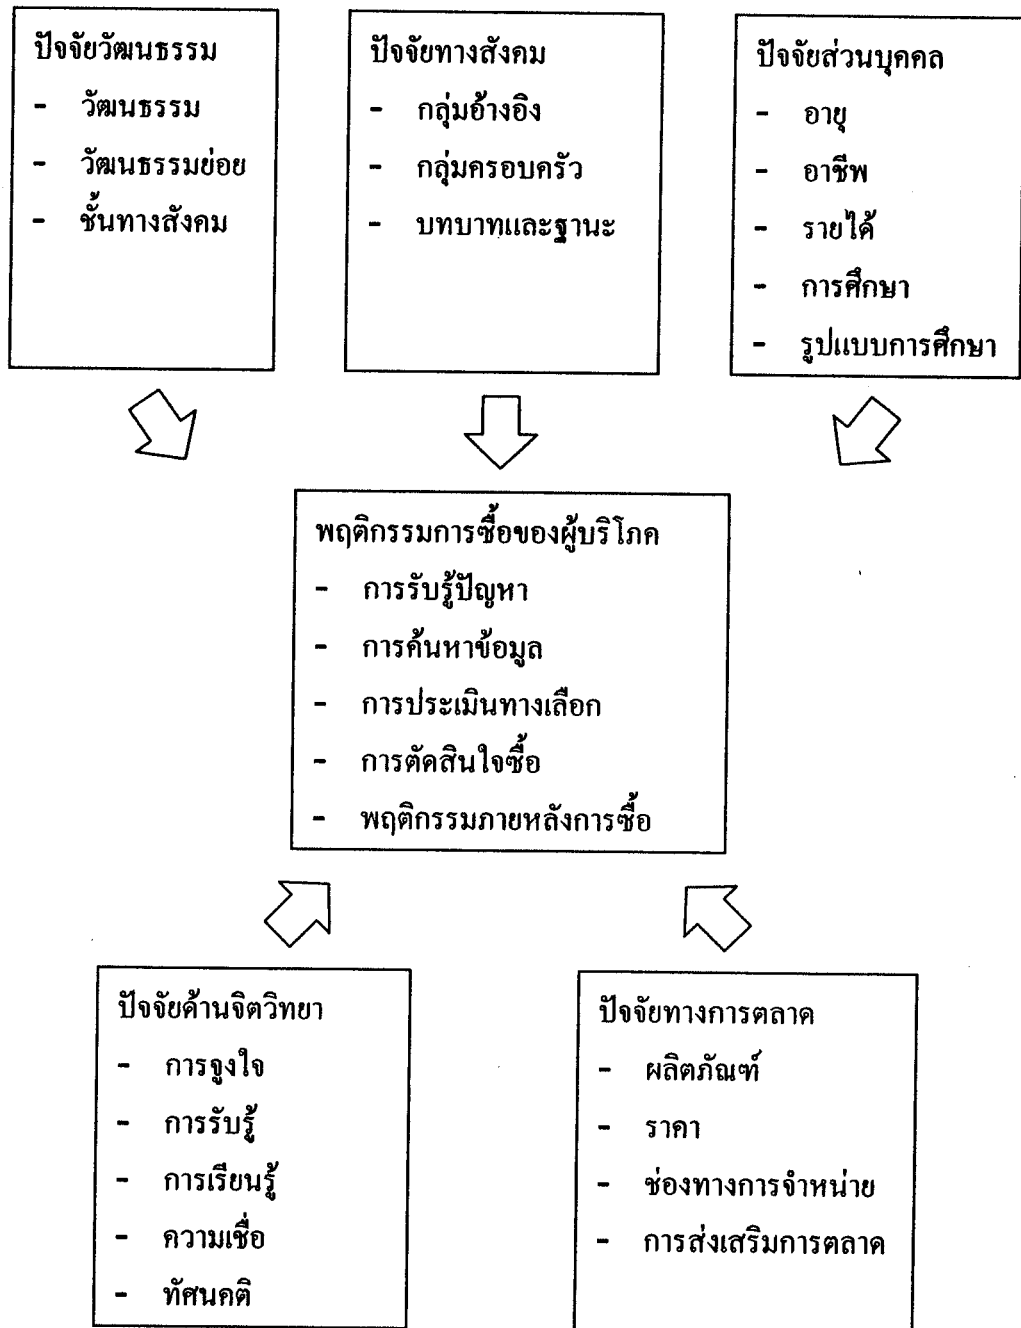 ปัจจัยวัฒนธรรม
- วัฒนธรรม
- วัฒนธรรมย่อย
- ชั้นทางสังคม
ปัจจัยทางสังคม
- กลุ่มอ้างอิง
- กลุ่มครอบครัว
- บทบาทและฐานะ
ปัจจัยส่วนบุคคล
- อายุ
- อาชีพ
- รายได้
- การศึกษา
- รูปแบบการศึกษา
พฤติกรรมการซื้อของผู้บริโภค
- การรับรู้ปัญหา
- การค้นหาข้อมูล
- การประเมินทางเลือก
- การตัดสินใจซื้อ
- พฤติกรรมภายหลังการซื้อ
ปัจจัยด้านจิตวิทยา
- การจูงใจ
- การรับรู้
- การเรียนรู้
- ความเชื่อ
- ทัศนคติ
ปัจจัยทางการตลาด
- ผลิตภัณฑ์
- ราคา
- ช่องทางการจำหน่าย
- การส่งเสริมการตลาด